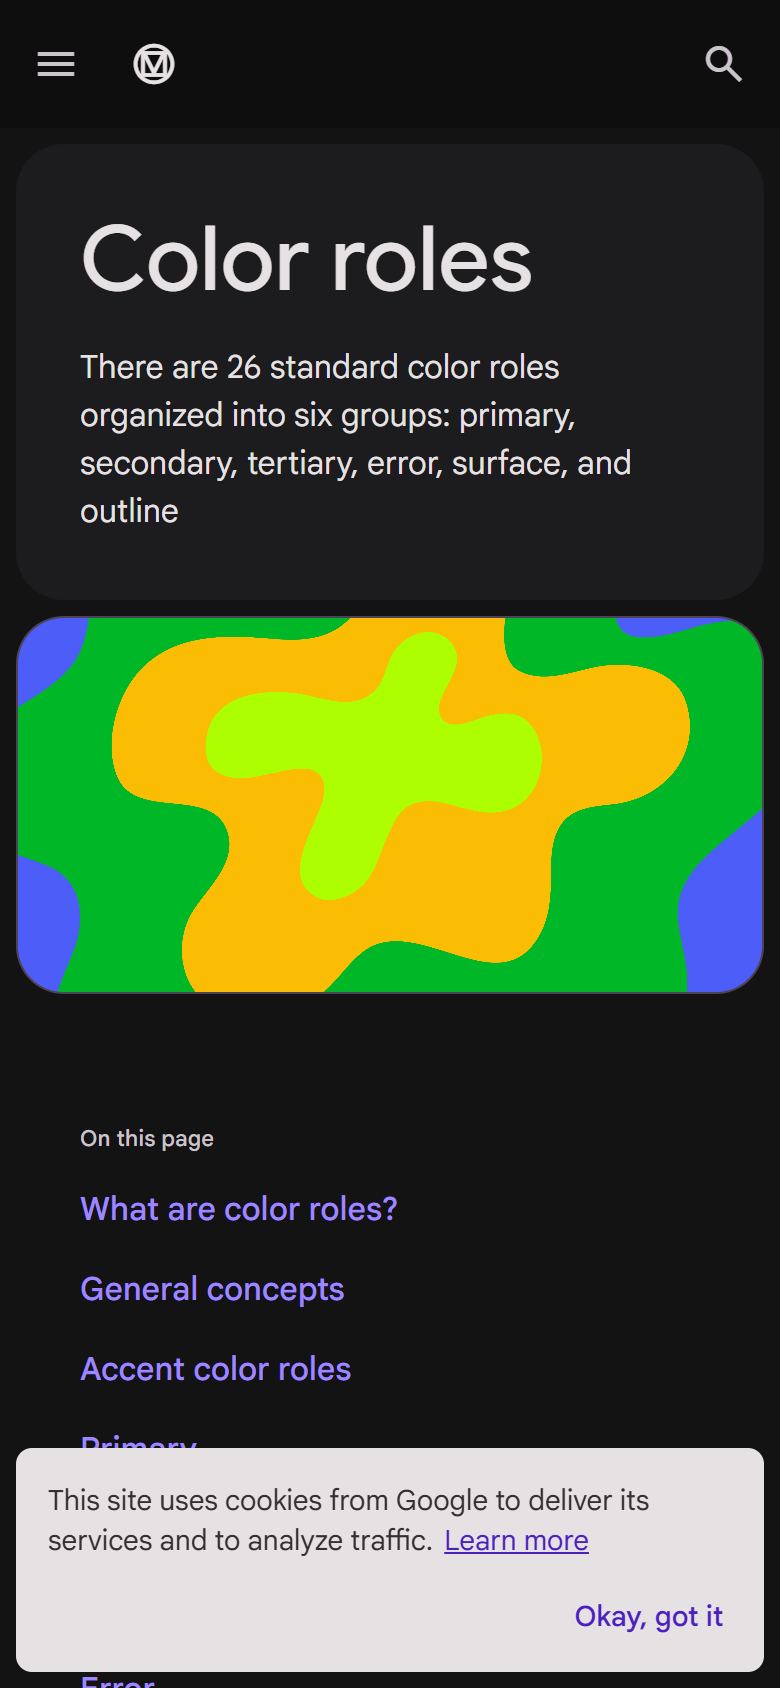 Color roles
There are 26 standard color roles
organized into six groups: primary,
secondary, tertiary, error, surface, and
outline
On this page
What are color roles?
General concepts
Accent color roles
Primary
This site uses cookies from Google to deliver its
services and to analyze traffic. Learn more
Okay, got it
Error